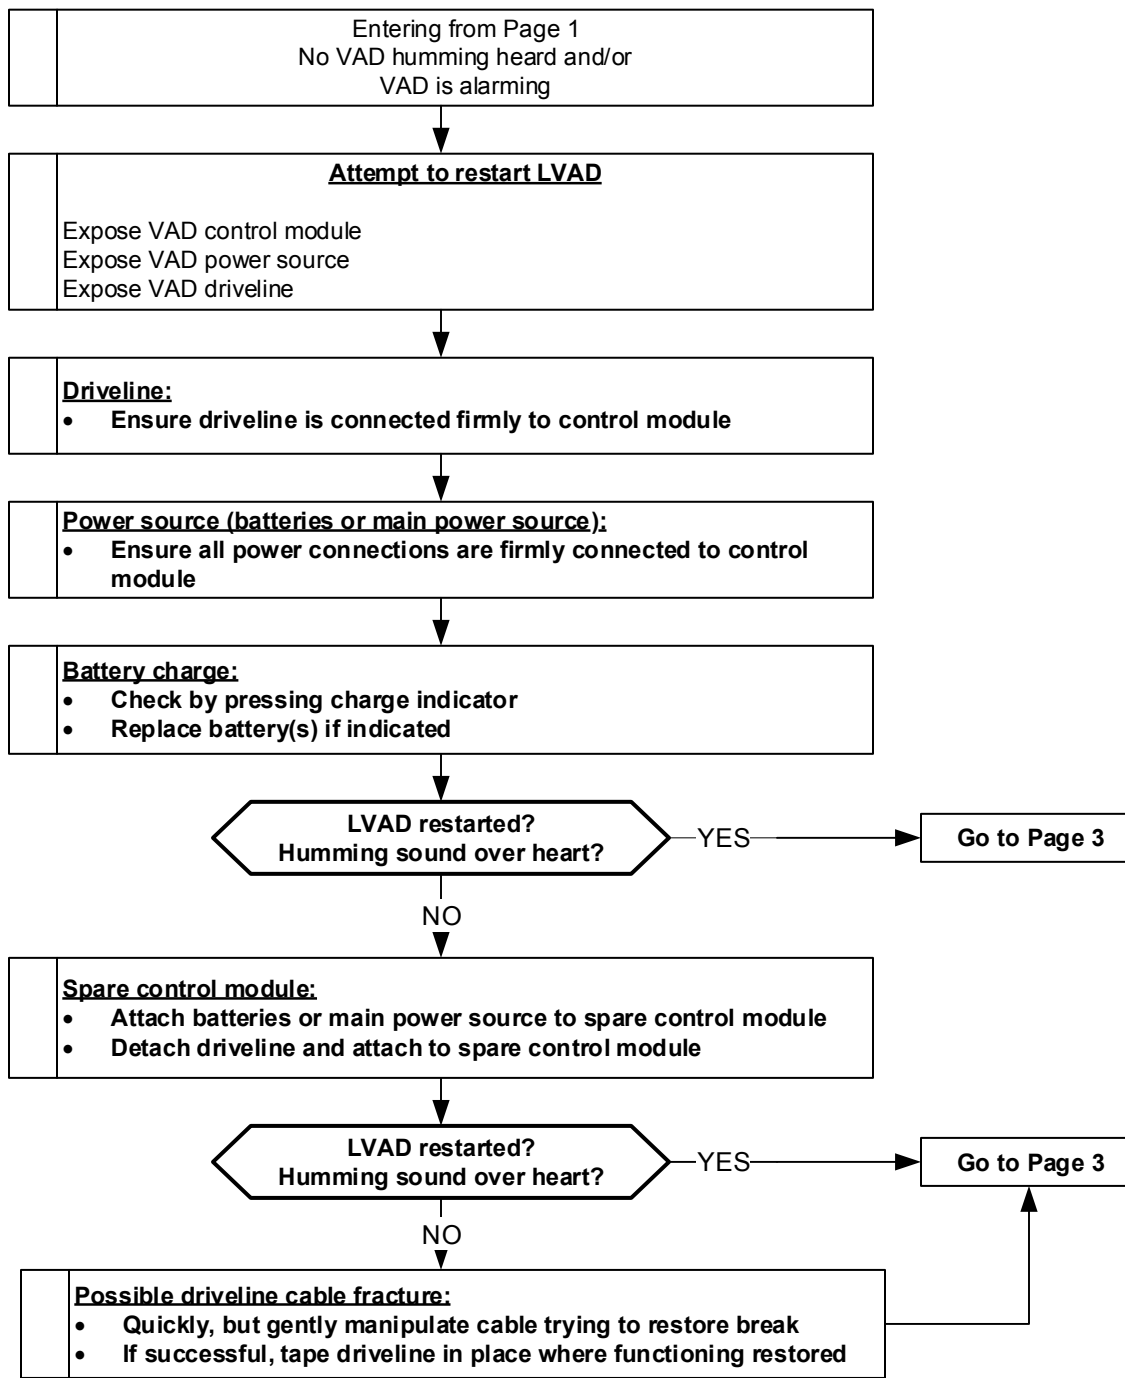 Entering from Page 1
No VAD humming heard and/or
VAD is alarming
Attempt to restart LVAD
Expose VAD control module
Expose VAD power source
Expose VAD driveline
Driveline:
• Ensure driveline is connected firmly to control module
Power source (batteries or main power source):
• Ensure all power connections are firmly connected to control
module
Battery charge:
• Check by pressing charge indicator
• Replace battery(s) if indicated
LVAD restarted?
Humming sound over heart?
YES
Go to Page 3
NO
Spare control module:
• Attach batteries or main power source to spare control module
• Detach driveline and attach to spare control module
LVAD restarted?
Humming sound over heart?
YES
Go to Page 3
NO
Possible driveline cable fracture:
• Quickly, but gently manipulate cable trying to restore break
• If successful, tape driveline in place where functioning restored